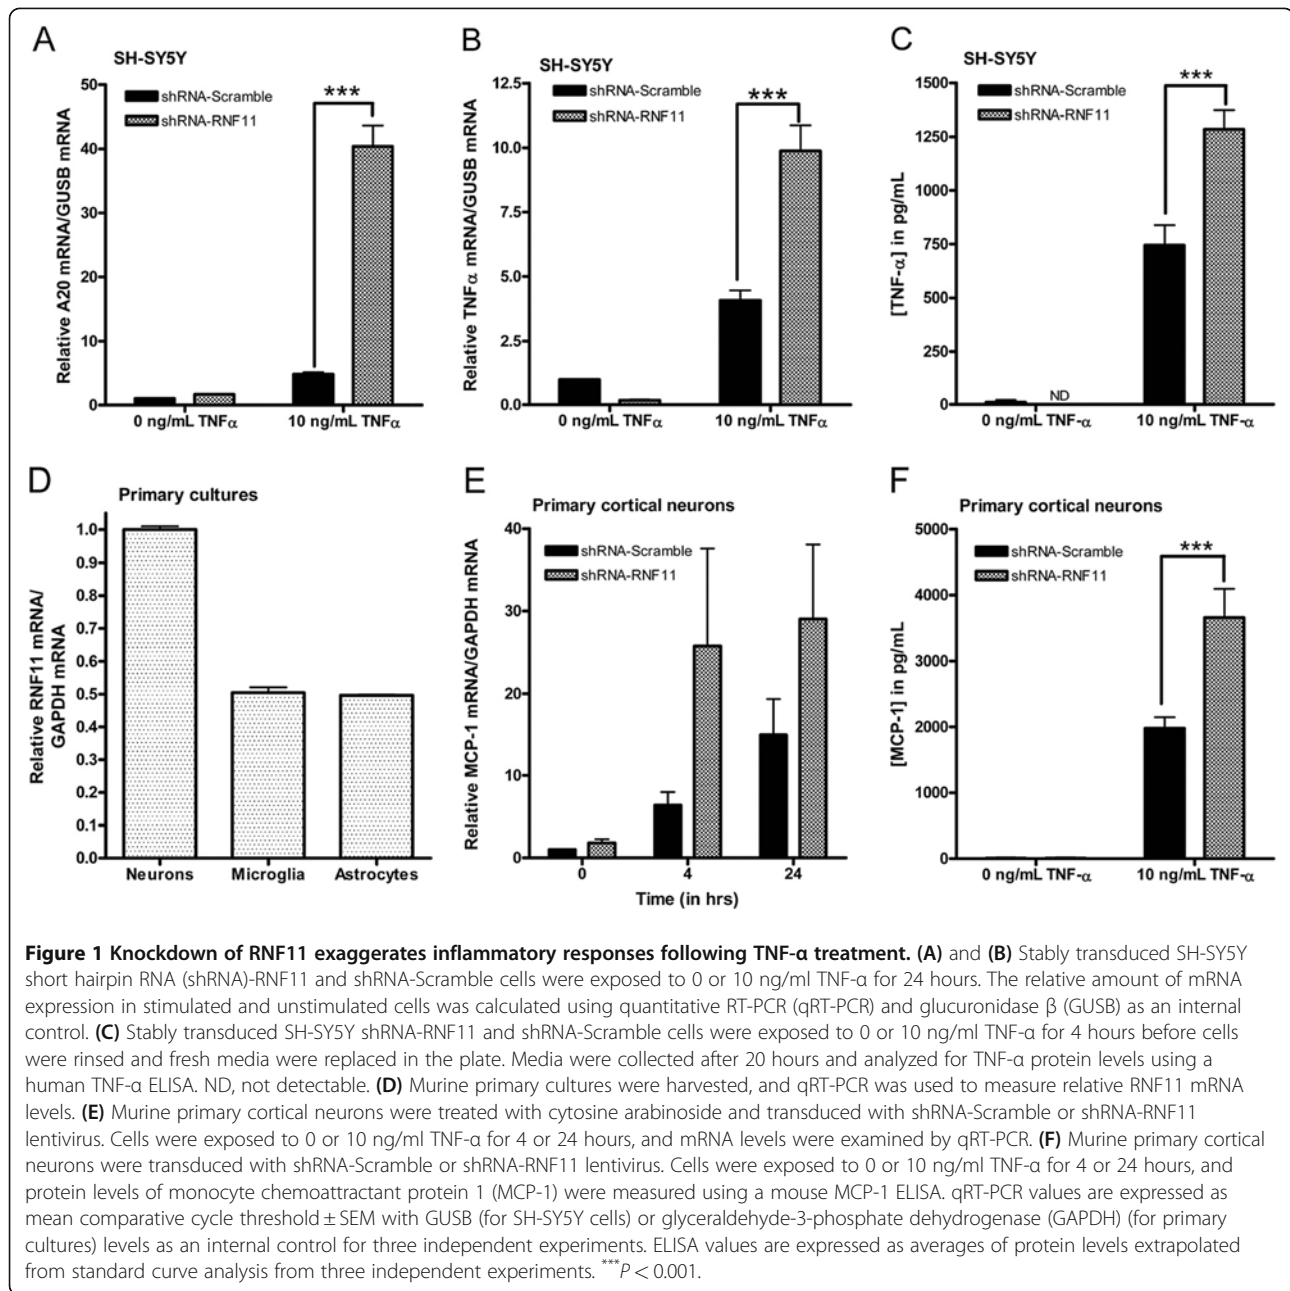 A
SH-SY5Y
Relative A20 mRNA/GUSB mRNA
50
40
30
20
10
0
shRNA-Scramble
shRNA-RNF11
***
0 ng/mL TNFα
10 ng/mL TNFα
B
SH-SY5Y
Relative TNFα mRNA/GUSB mRNA
12.5
10.0
7.5
5.0
2.5
0.0
shRNA-Scramble
shRNA-RNF11
***
0 ng/mL TNFα
10 ng/mL TNFα
C
SH-SY5Y
[TNF-α] in pg/mL
1500
1250
1000
750
500
250
0
shRNA-Scramble
shRNA-RNF11
***
ND
0 ng/mL TNF-α
10 ng/mL TNF-α
D
Primary cultures
Relative RNF11 mRNA/
GAPDH mRNA
1.0
0.9
0.8
0.7
0.6
0.5
0.4
0.3
0.2
0.1
0.0
Neurons
Microglia
Astrocytes
E
Primary cortical neurons
Relative MCP-1 mRNA/GAPDH mRNA
40
30
20
10
0
shRNA-Scramble
shRNA-RNF11
0
4
24
Time (in hrs)
F
Primary cortical neurons
[MCP-1] in pg/mL
5000
4000
3000
2000
1000
0
shRNA-Scramble
shRNA-RNF11
***
0 ng/mL TNF-α
10 ng/mL TNF-α
Figure 1 Knockdown of RNF11 exaggerates inflammatory responses following TNF-α treatment. (A) and (B) Stably transduced SH-SY5Y
short hairpin RNA (shRNA)-RNF11 and shRNA-Scramble cells were exposed to 0 or 10 ng/ml TNF-α for 24 hours. The relative amount of mRNA
expression in stimulated and unstimulated cells was calculated using quantitative RT-PCR (qRT-PCR) and glucuronidase β (GUSB) as an internal
control. (C) Stably transduced SH-SY5Y shRNA-RNF11 and shRNA-Scramble cells were exposed to 0 or 10 ng/ml TNF-α for 4 hours before cells
were rinsed and fresh media were replaced in the plate. Media were collected after 20 hours and analyzed for TNF-α protein levels using a
human TNF-α ELISA. ND, not detectable. (D) Murine primary cultures were harvested, and qRT-PCR was used to measure relative RNF11 mRNA
levels. (E) Murine primary cortical neurons were treated with cytosine arabinoside and transduced with shRNA-Scramble or shRNA-RNF11
lentivirus. Cells were exposed to 0 or 10 ng/ml TNF-α for 4 or 24 hours, and mRNA levels were examined by qRT-PCR. (F) Murine primary cortical
neurons were transduced with shRNA-Scramble or shRNA-RNF11 lentivirus. Cells were exposed to 0 or 10 ng/ml TNF-α for 4 or 24 hours, and
protein levels of monocyte chemoattractant protein 1 (MCP-1) were measured using a mouse MCP-1 ELISA. qRT-PCR values are expressed as
mean comparative cycle threshold ± SEM with GUSB (for SH-SY5Y cells) or glyceraldehyde-3-phosphate dehydrogenase (GAPDH) (for primary
cultures) levels as an internal control for three independent experiments. ELISA values are expressed as averages of protein levels extrapolated
from standard curve analysis from three independent experiments. ***P < 0.001.